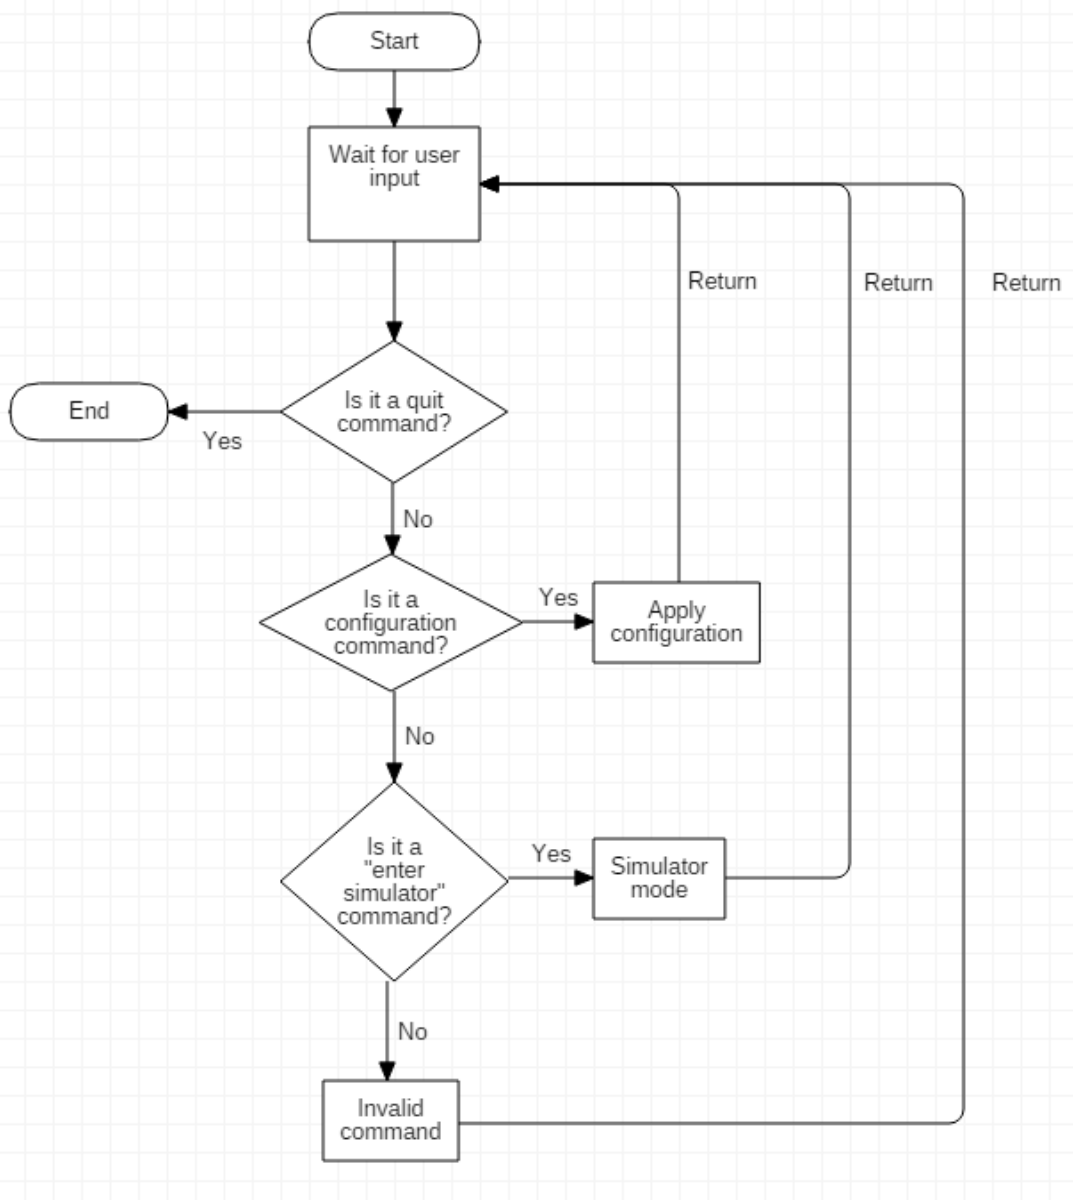 Start
Wait for user
input
Return
Return
Return
Is it a quit
command?
End
Yes
No
Is it a
configuration
command?
Yes
Apply
configuration
No
Is it a
"enter
simulator"
command?
Yes
Simulator
mode
No
Invalid
command